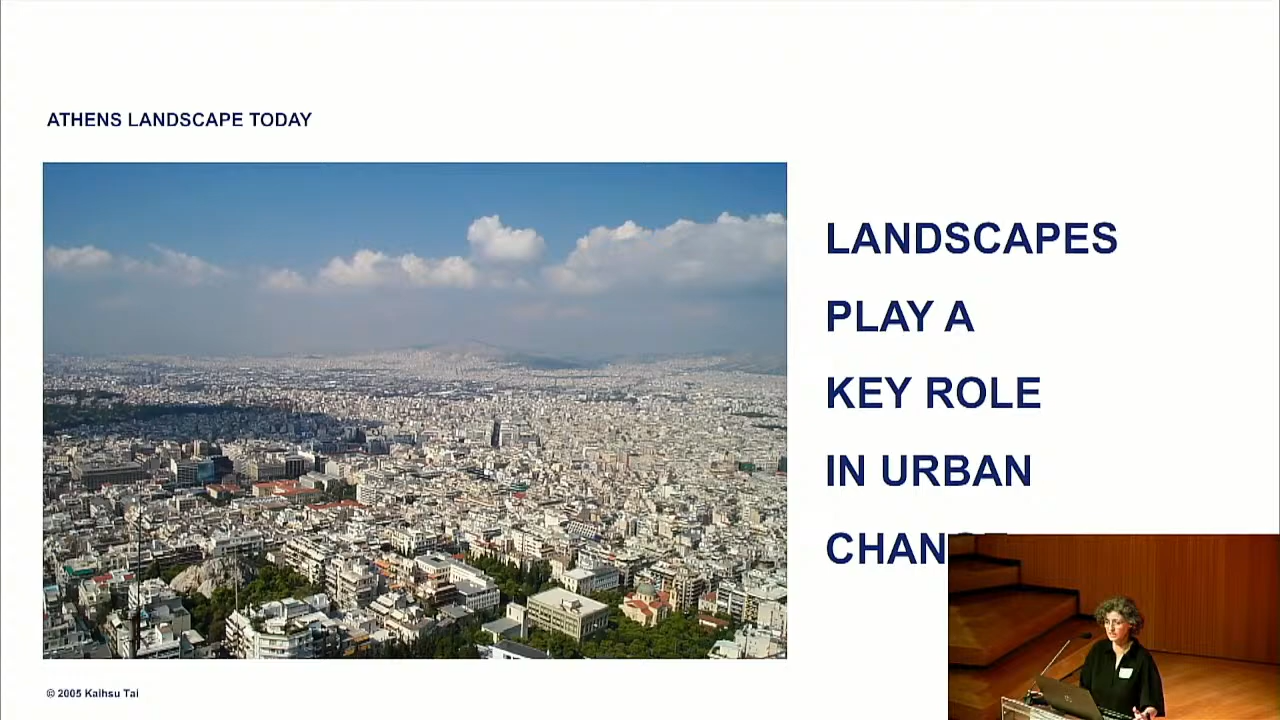 ATHENS LANDSCAPE TODAY
LANDSCAPES
PLAY A
KEY ROLE
IN URBAN
© 2005 Kaihsu Tai